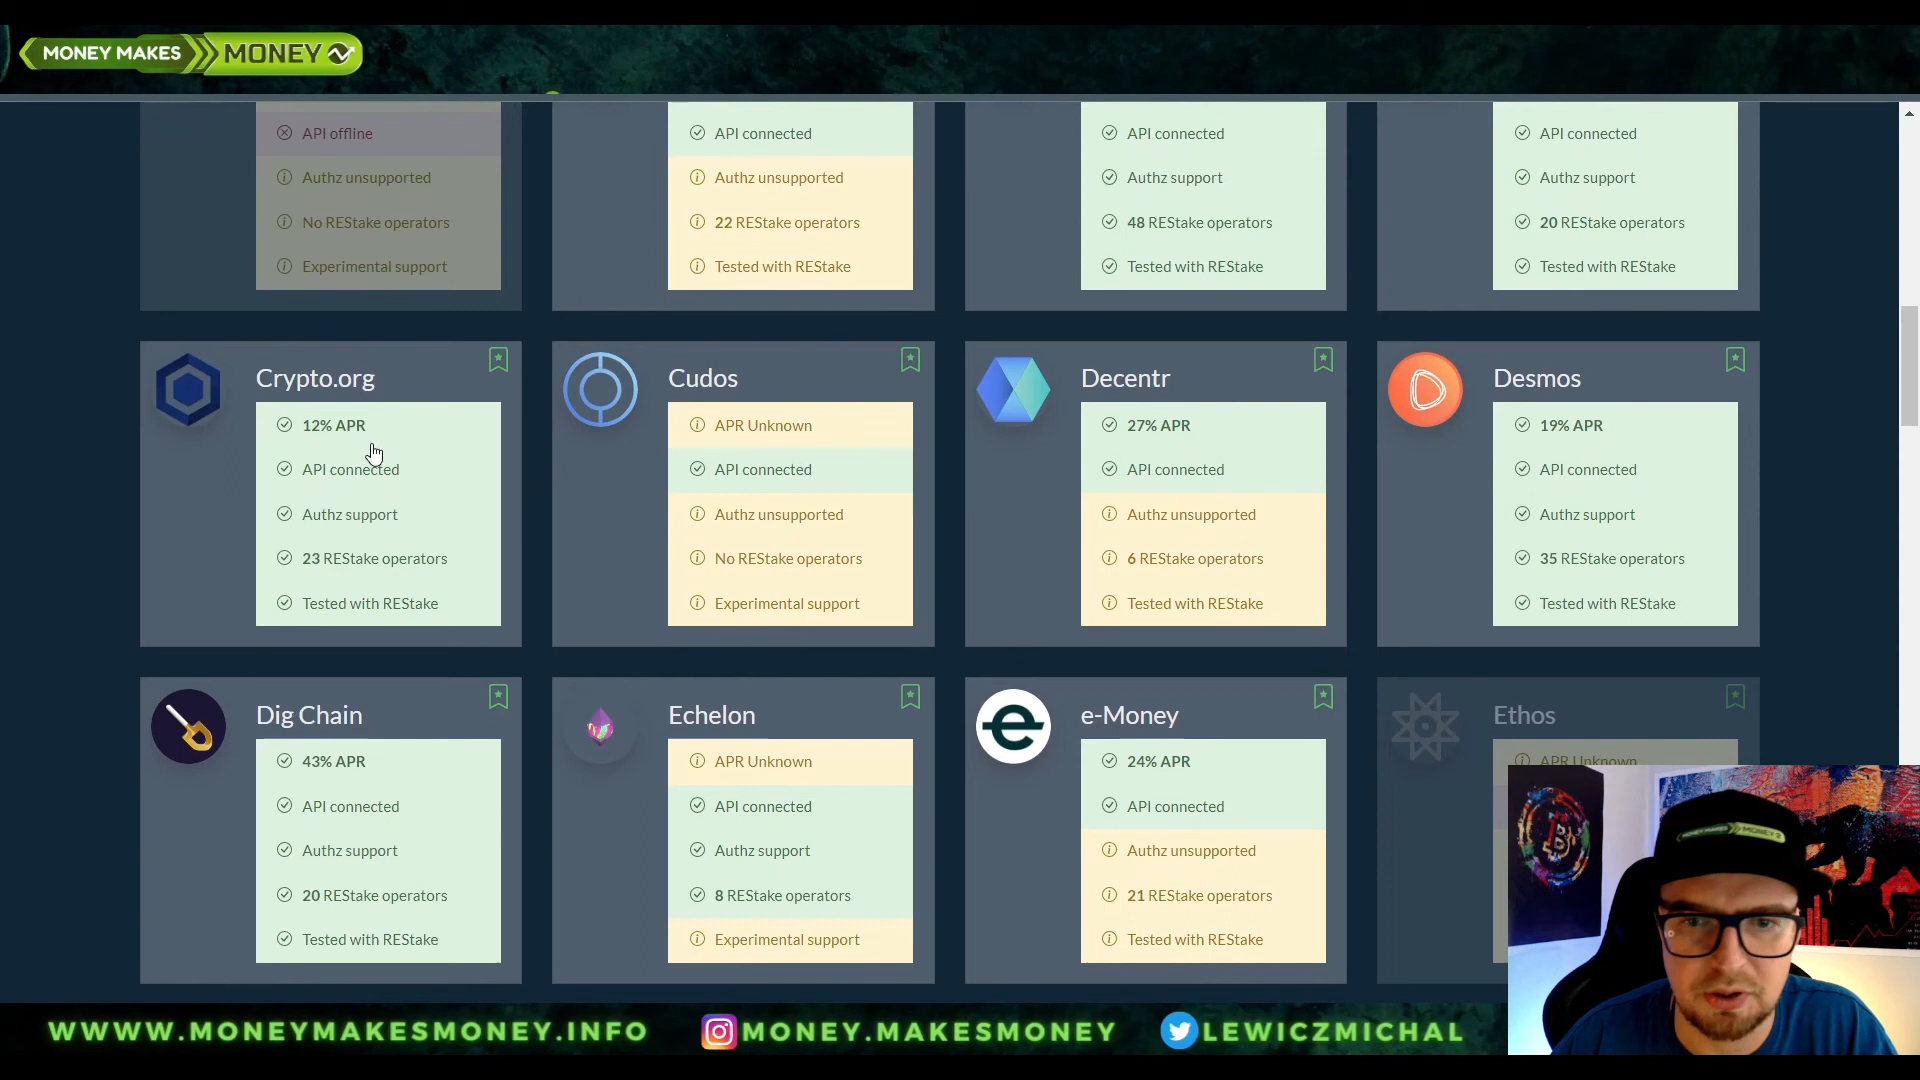 MONEY MAKES MONEY
API offline
Authz unsupported
No REStake operators
Experimental support
API connected
Authz unsupported
22 REStake operators
Tested with REStake
API connected
Authz support
48 REStake operators
Tested with REStake
API connected
Authz support
20 REStake operators
Tested with REStake
Crypto.org
12% APR
API connected
Authz support
23 REStake operators
Tested with REStake
Cudos
APR Unknown
API connected
Authz unsupported
No REStake operators
Experimental support
Decentr
27% APR
API connected
Authz unsupported
6 REStake operators
Tested with REStake
Desmos
19% APR
API connected
Authz support
35 REStake operators
Tested with REStake
Dig Chain
43% APR
API connected
Authz support
20 REStake operators
Tested with REStake
Echelon
APR Unknown
API connected
Authz support
8 REStake operators
Experimental support
e-Money
24% APR
API connected
Authz unsupported
21 REStake operators
Tested with REStake
Ethos
APR Unknown
MONEY MAKES MONEY
WWWW.MONEYMAKESMONEY.INFO
MONEY.MAKESMONEY
LEWICZMICHAL